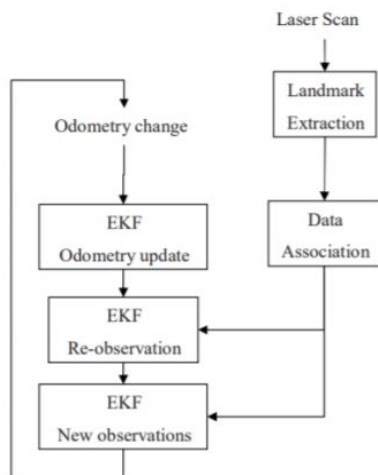 Laser Scan
Landmark
Extraction
Odometry change
EKF
Odometry update
Data
Association
EKF
Re-observation
EKF
New observations